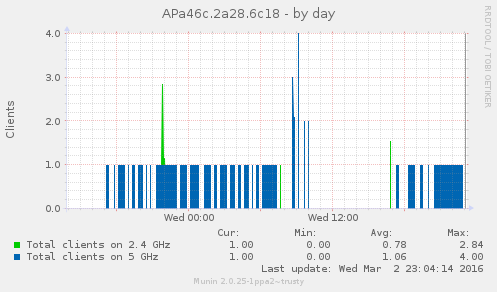 APa46c.2a28.6c18 - by day
RRDTOOL / TOBI OETIKER
Clients
4.0
3.0
2.0
1.0
0.0
Wed 00:00 Wed 12:00
Cur: Min: Avg: Max:
Total clients on 2.4 GHz 1.00 0.00 0.78 2.84
Total clients on 5 GHz 1.00 0.00 1.06 4.00
Last update: Wed Mar 2 23:04:14 2016
Munin 2.0.25-1ppa2~trusty